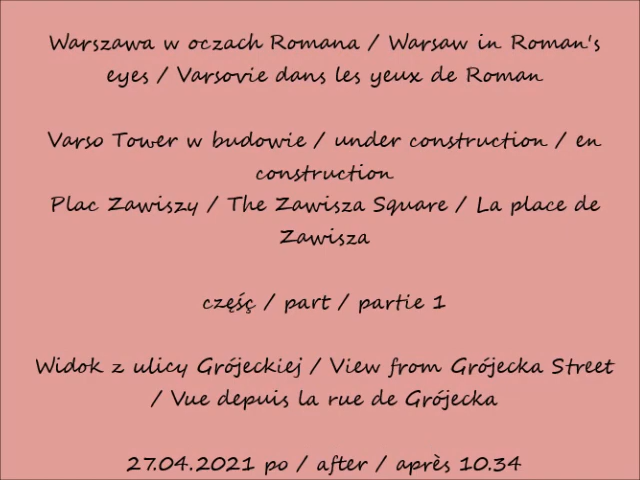 Warszawa w oczach Romana / Warsaw in Roman's
eyes / Varsovie dans les yeux de Roman
Varso Tower w budowie / under construction / en
construction
Plac Zawiszy / The Zawisza Square / La place de
Zawisza
częśç / part / partie 1
Widok z ulicy Grójeckiej / View from Grójecka Street
/ Vue depuis la rue de Grójecka
27.04.2021 po / after / après 10.34